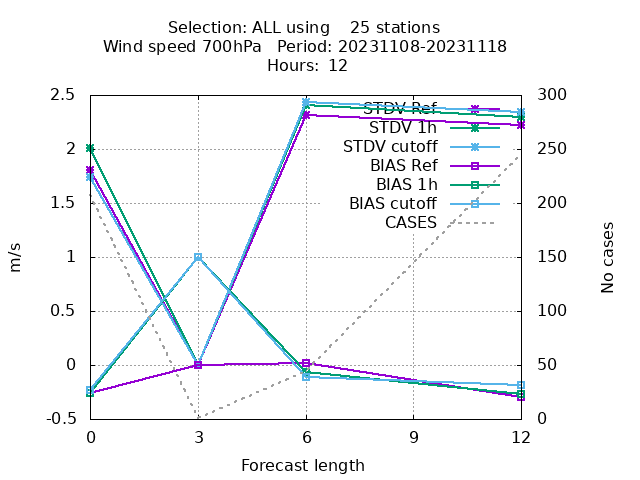 Selection: ALL using    25 stations
Wind speed 700hPa   Period: 20231108-20231118
Hours: 12
2.5
2
1.5
1
0.5
0
-0.5
m/s
300
250
200
150
100
50
0
No cases
STDV Ref
STDV 1h
STDV cutoff
BIAS Ref
BIAS 1h
BIAS cutoff
CASES
0
3
6
9
12
Forecast length